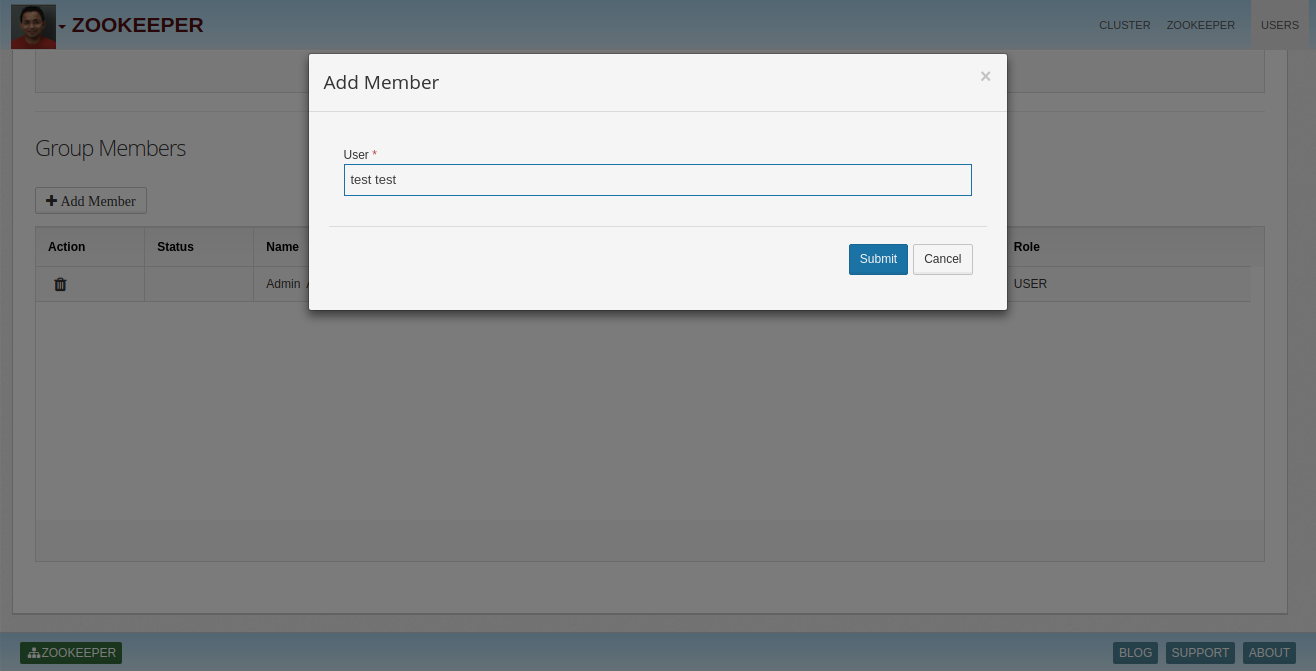 ZOOKEEPER
CLUSTER ZOOKEEPER USERS
Add Member ×
User *
test test
Submit Cancel
Group Members
Add Member
Action Status Name Role
Admin USER
ZOOKEEPER BLOG SUPPORT ABOUT